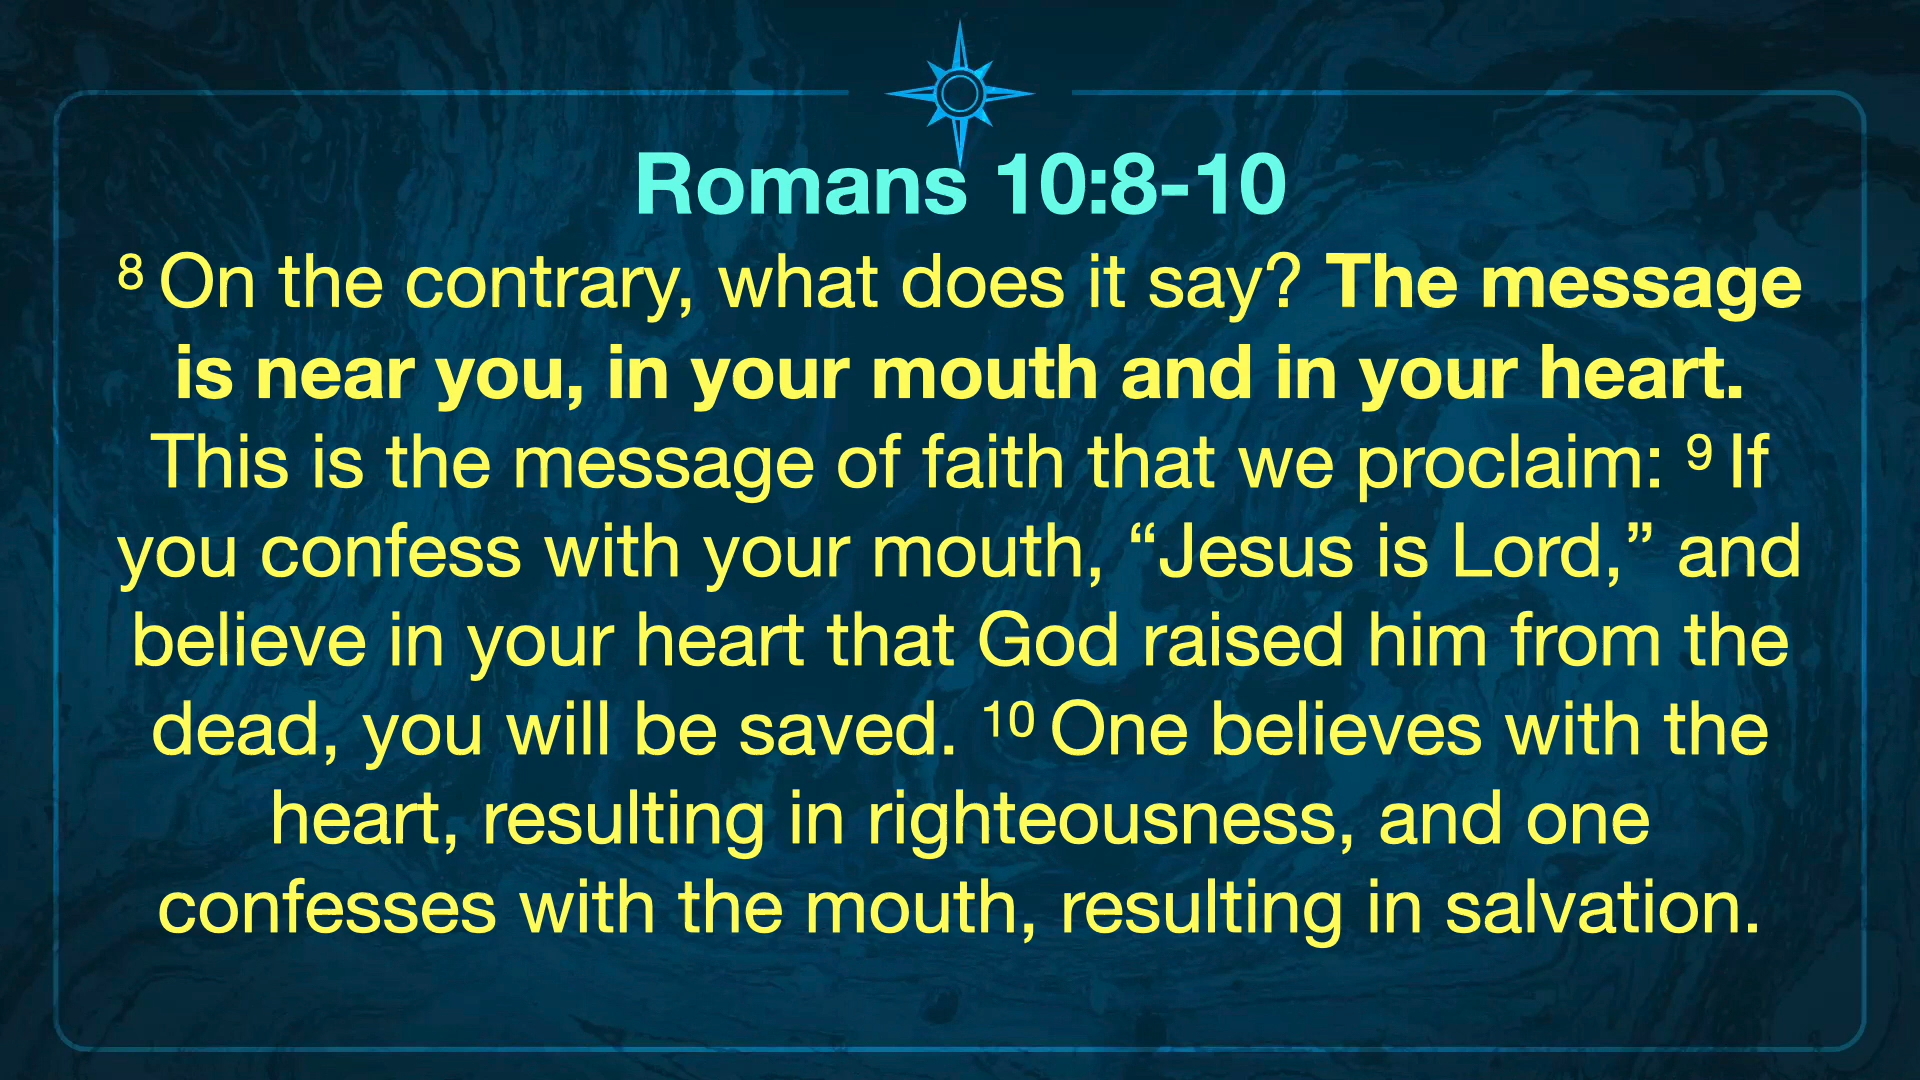 Romans 10:8-10
⁸ On the contrary, what does it say? The message
is near you, in your mouth and in your heart.
This is the message of faith that we proclaim: ⁹ If
you confess with your mouth, “Jesus is Lord,” and
believe in your heart that God raised him from the
dead, you will be saved. ¹⁰ One believes with the
heart, resulting in righteousness, and one
confesses with the mouth, resulting in salvation.